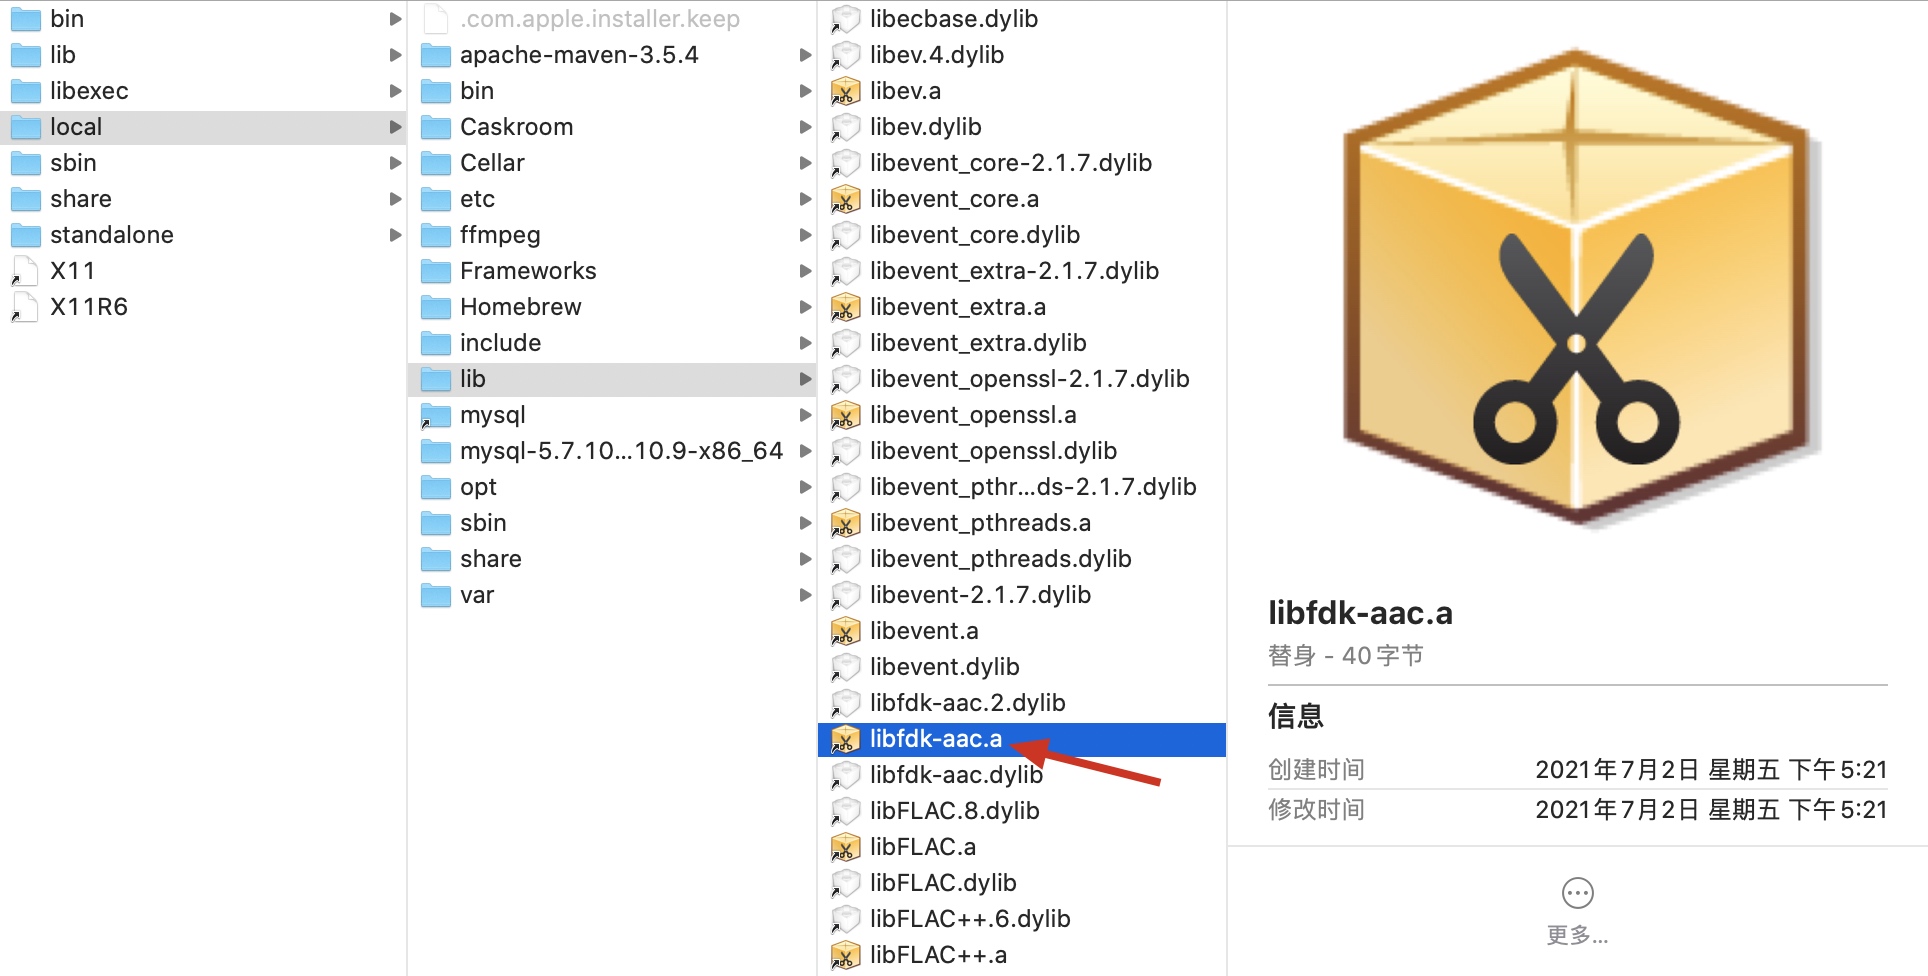 bin
lib
libexec
local
sbin
share
standalone
X11
X11R6
.com.apple.installer.keep
apache-maven-3.5.4
bin
Caskroom
Cellar
etc
ffmpeg
Frameworks
Homebrew
include
lib
mysql
mysql-5.7.10...10.9-x86_64
opt
sbin
share
var
libecbase.dylib
libev.4.dylib
libev.a
libev.dylib
libevent_core-2.1.7.dylib
libevent_core.a
libevent_core.dylib
libevent_extra-2.1.7.dylib
libevent_extra.a
libevent_extra.dylib
libevent_openssl-2.1.7.dylib
libevent_openssl.a
libevent_openssl.dylib
libevent_pthr...ds-2.1.7.dylib
libevent_pthreads.a
libevent_pthreads.dylib
libevent-2.1.7.dylib
libevent.a
libevent.dylib
libfdk-aac.2.dylib
libfdk-aac.a
libfdk-aac.dylib
libFLAC.8.dylib
libFLAC.a
libFLAC.dylib
libFLAC++.6.dylib
libFLAC++.a
libfdk-aac.a
替身 - 40 字节
信息
创建时间 2021年7月2日 星期五 下午5:21
修改时间 2021年7月2日 星期五 下午5:21
更多...